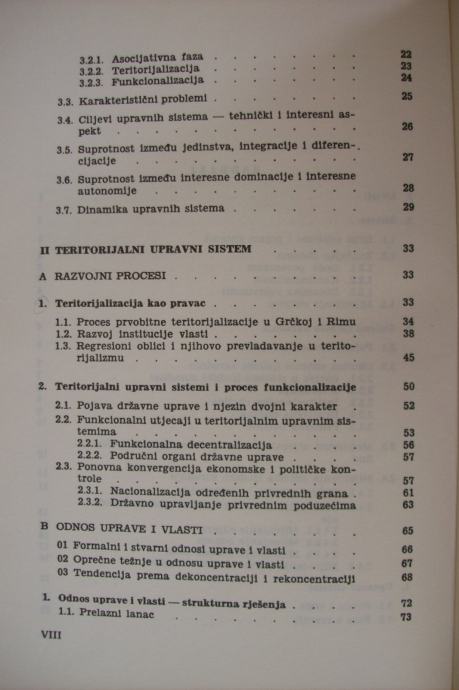 3.2.1. Asocijativna faza . . . . . . . 22
3.2.2. Teritorijalizacija . . . . . . . 23
3.2.3. Funkcionalizacija . . . . . . . 24
3.3. Karakteristični problemi . . . . . . . 25
3.4. Ciljevi upravnih sistema — tehnički i interesni as-
pekt . . . . . . . . . . 26
3.5. Suprotnost između jedinstva, integracije i diferen-
cijacije . . . . . . . . . . 27
3.6. Suprotnost između interesne dominacije i interesne
autonomije . . . . . . . . . 28
3.7. Dinamika upravnih sistema . . . . . . 29
II TERITORIJALNI UPRAVNI SISTEM . . . . . 33
A RAZVOJNI PROCESI . . . . . . . . 33
1. Teritorijalizacija kao pravac . . . . . . . 33
1.1. Proces prvobitne teritorijalizacije u Grčkoj i Rimu 34
1.2. Razvoj institucije vlasti . . . . . . . 38
1.3. Regresioni oblici i njihovo prevladavanje u terito-
rijalizmu . . . . . . . . . 45
2. Teritorijalni upravni sistemi i proces funkcionalizacije 50
2.1. Pojava državne uprave i njezin dvojni karakter . 52
2.2. Funkcionalni utjecaji u teritorijalnim upravnim sis-
temima . . . . . . . . . . 53
2.2.1. Funkcionalna decentralizacija . . . . 56
2.2.2. Područni organi državne uprave . . . 57
2.3. Ponovna konvergencija ekonomske i političke kon-
trole . . . . . . . . . . 57
2.3.1. Nacionalizacija određenih privrednih grana . 61
2.3.2. Državno upravljanje privrednim poduzećima 63
B ODNOS UPRAVE I VLASTI . . . . . . . 65
01 Formalni i stvarni odnosi uprave i vlasti . . . 66
02 Oprečne težnje u odnosu uprave i vlasti . . . 67
03 Tendencija prema dekoncentraciji i rekoncentraciji 68
1. Odnos uprave i vlasti — strukturna rješenja . . . . 72
1.1. Prelazni lanac . . . . . . . . 73
VIII